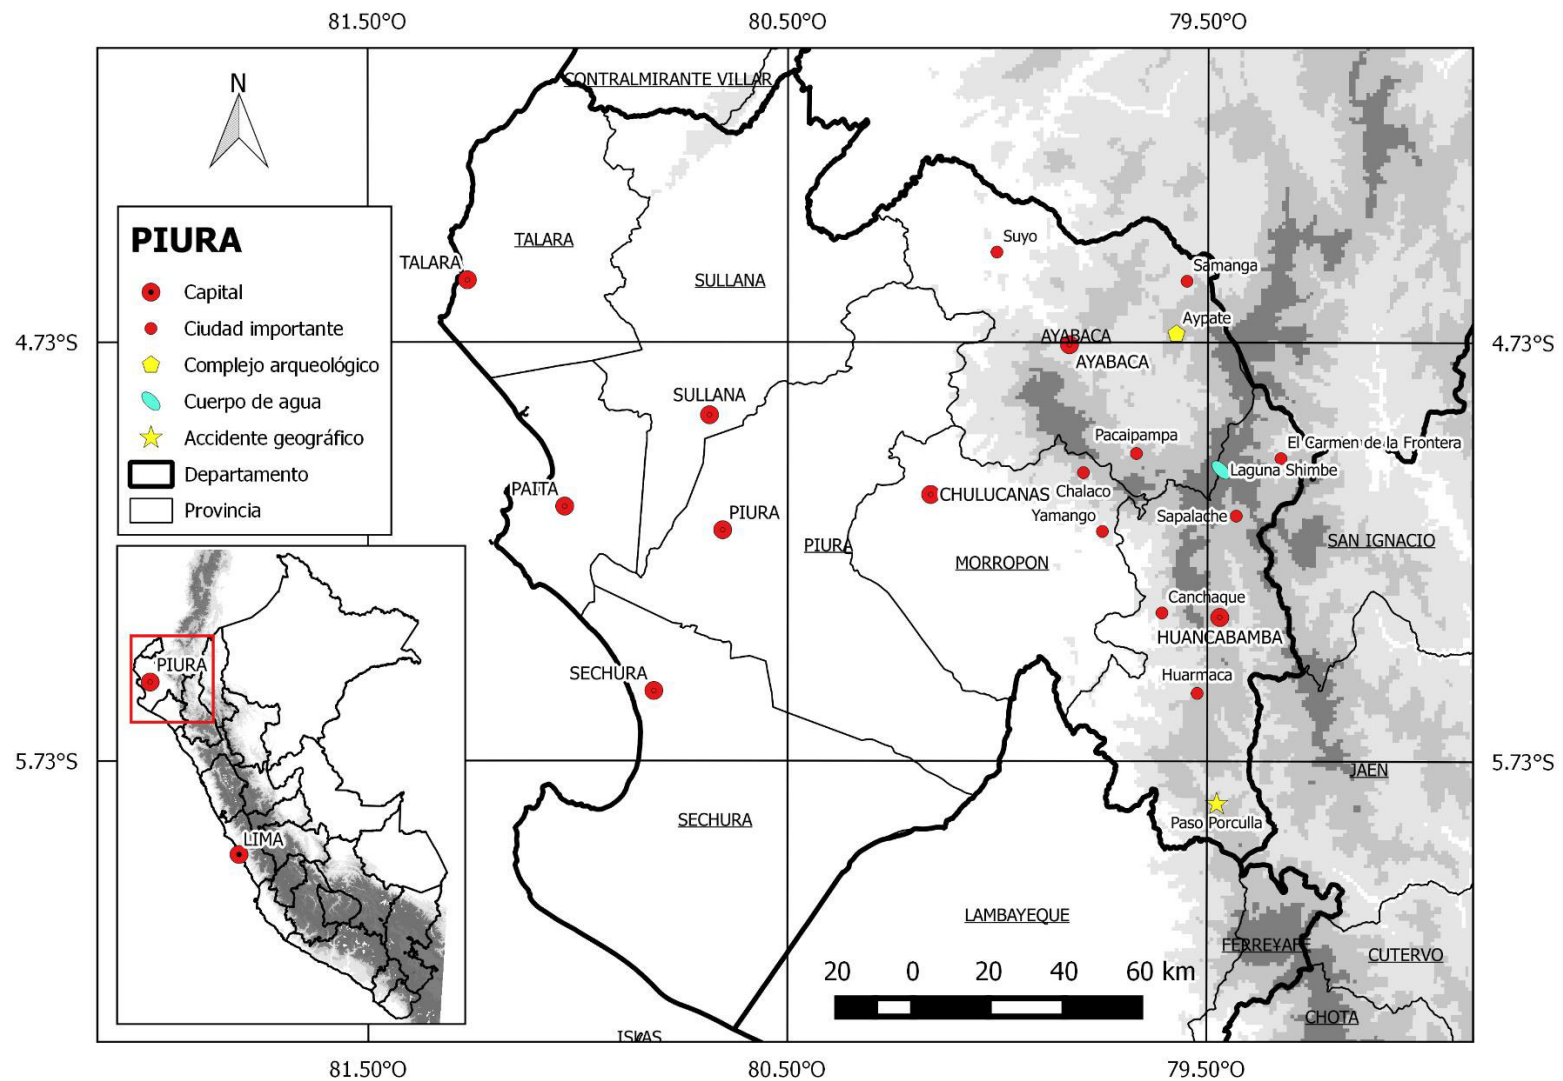 81.50°O
80.50°O
79.50°O
N
CONTRALMIRANTE VILLAR
PIURA
Capital
Ciudad importante
Complejo arqueológico
Cuerpo de agua
Accidente geográfico
Departamento
Provincia
TALARA
TALARA
SULLANA
Suyo
Samanga
Aypate
4.73°S
4.73°S
AYABACA
AYABACA
SULLANA
Pacaipampa
El Carmen de la Frontera
Laguna Shimbe
PAITA
CHULUCANAS
Chalaco
PIURA
Yamango
Sapalache
PIURA
MORROPON
SAN IGNACIO
Canchaque
HUANCABAMBA
SECHURA
Huarmaca
PIURA
5.73°S
5.73°S
JAEN
SECHURA
Paso Porculla
LIMA
LAMBAYEQUE
CUTERVO
20 0 20 40 60 km
CHOTA
81.50°O
80.50°O
79.50°O